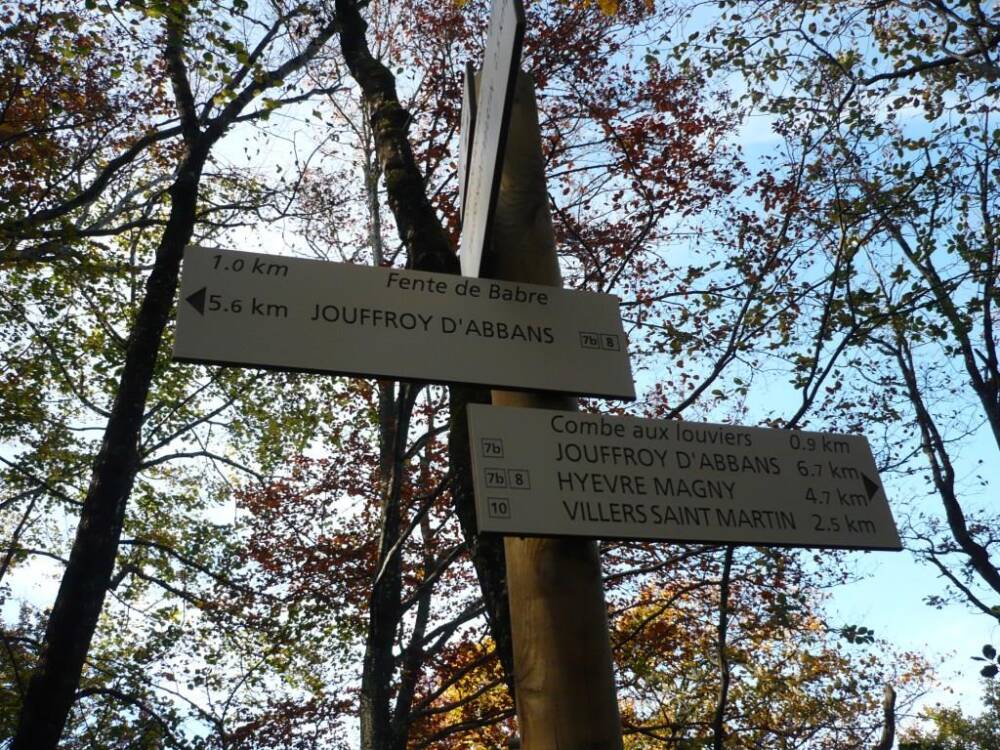 1.0 km Fente de Babre
5.6 km JOUFFROY D'ABBANS 7b 8
Combe aux louviers 0.9 km
7b JOUFFROY D'ABBANS 6.7 km
7b 8 HYEVRE MAGNY 4.7 km
10 VILLERS SAINT MARTIN 2.5 km